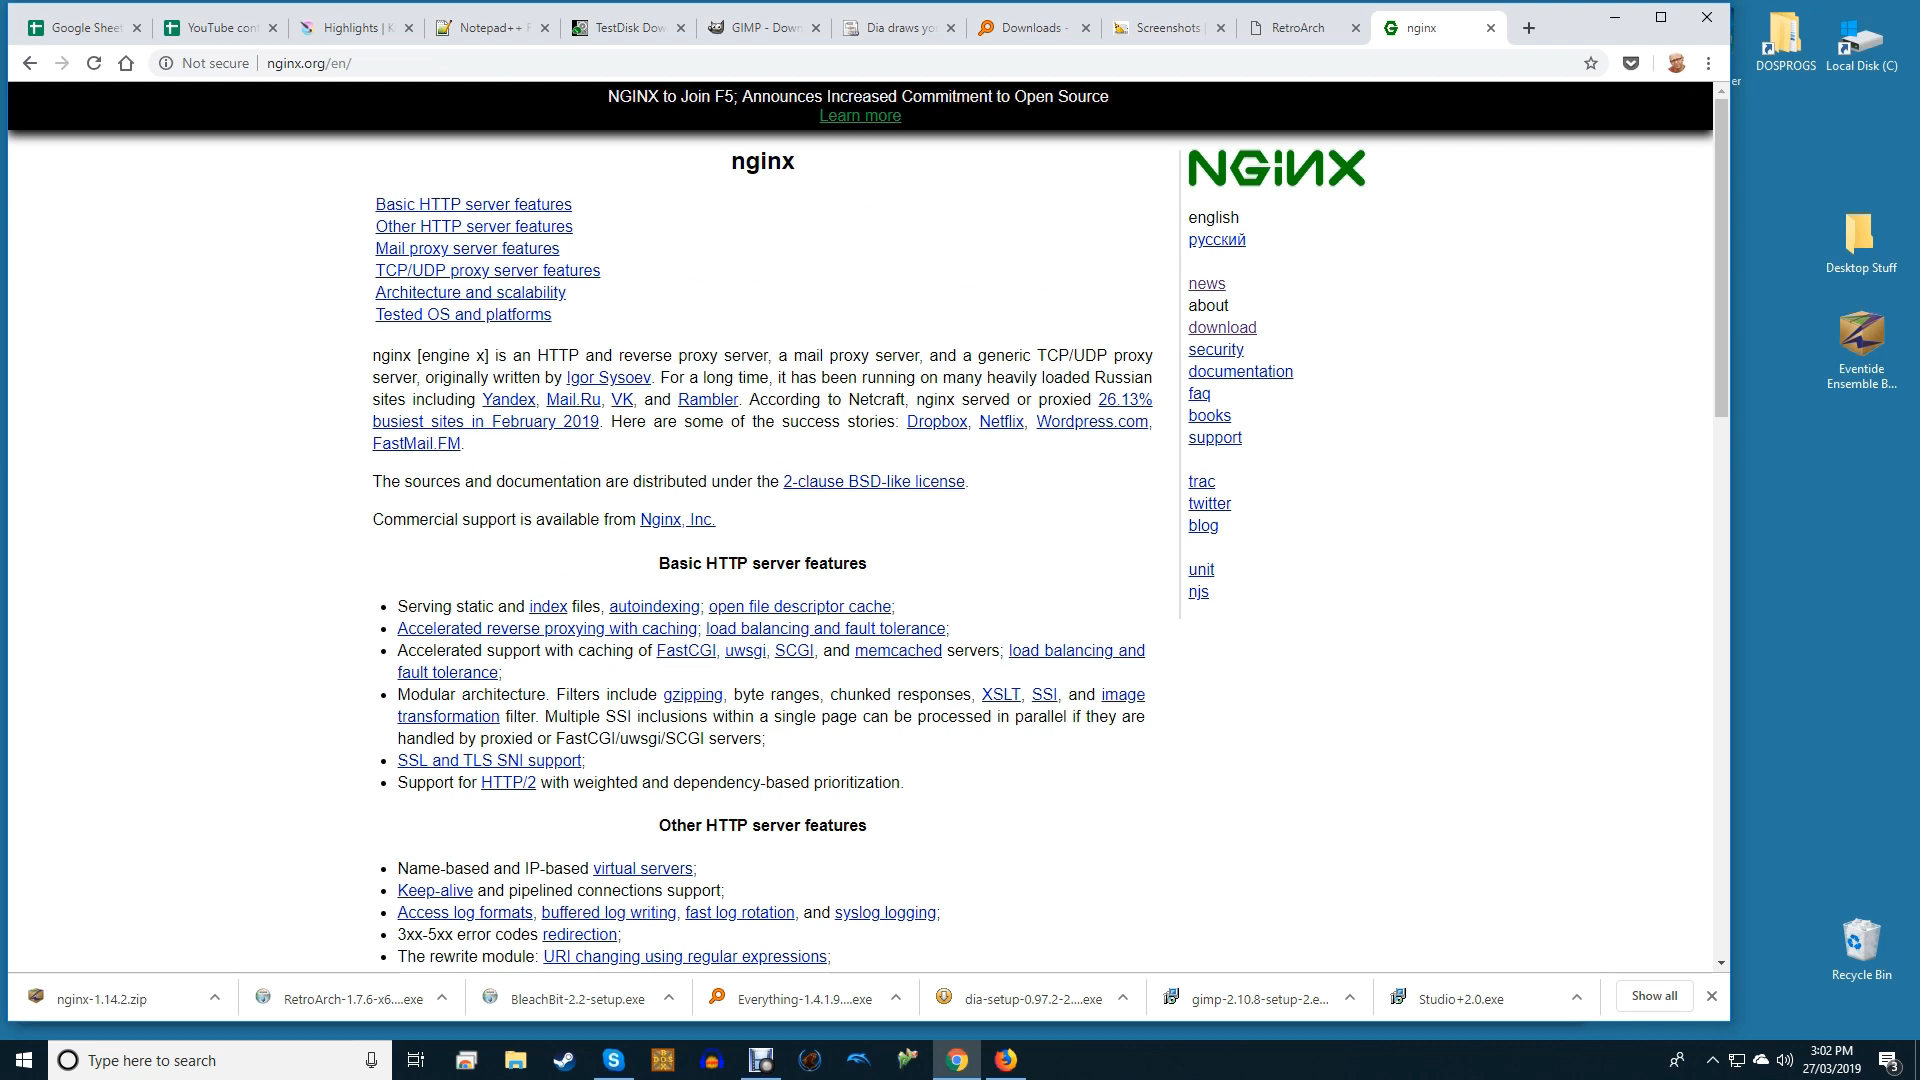 Google Sheet
YouTube con
Highlights | K
Notepad++ F
TestDisk Dow
GIMP - Down
Dia draws yo
Downloads -
Screenshots |
RetroArch
nginx
Not secure
nginx.org/en/
NGINX to Join F5; Announces Increased Commitment to Open Source
Learn more
nginx
Basic HTTP server features
Other HTTP server features
Mail proxy server features
TCP/UDP proxy server features
Architecture and scalability
Tested OS and platforms
nginx [engine x] is an HTTP and reverse proxy server, a mail proxy server, and a generic TCP/UDP proxy
server, originally written by Igor Sysoev. For a long time, it has been running on many heavily loaded Russian
sites including Yandex, Mail.Ru, VK, and Rambler. According to Netcraft, nginx served or proxied 26.13%
busiest sites in February 2019. Here are some of the success stories: Dropbox, Netflix, Wordpress.com,
FastMail.FM.
The sources and documentation are distributed under the 2-clause BSD-like license.
Commercial support is available from Nginx, Inc.
Basic HTTP server features
Serving static and index files, autoindexing; open file descriptor cache;
Accelerated reverse proxying with caching; load balancing and fault tolerance;
Accelerated support with caching of FastCGI, uwsgi, SCGI, and memcached servers; load balancing and
fault tolerance;
Modular architecture. Filters include gzipping, byte ranges, chunked responses, XSLT, SSI, and image
transformation filter. Multiple SSI inclusions within a single page can be processed in parallel if they are
handled by proxied or FastCGI/uwsgi/SCGI servers;
SSL and TLS SNI support;
Support for HTTP/2 with weighted and dependency-based prioritization.
Other HTTP server features
Name-based and IP-based virtual servers;
Keep-alive and pipelined connections support;
Access log formats, buffered log writing, fast log rotation, and syslog logging;
3xx-5xx error codes redirection;
The rewrite module: URI changing using regular expressions;
NGINX
english
русский
news
about
download
security
documentation
faq
books
support
trac
twitter
blog
unit
njs
nginx-1.14.2.zip
RetroArch-1.7.6-x6....exe
BleachBit-2.2-setup.exe
Everything-1.4.1.9....exe
dia-setup-0.97.2-2....exe
gimp-2.10.8-setup-2.e...
Studio+2.0.exe
Show all
er
DOSPROGS
Local Disk (C)
Desktop Stuff
Eventide
Ensemble B...
Recycle Bin
Type here to search
DOS
3:02 PM
27/03/2019
3